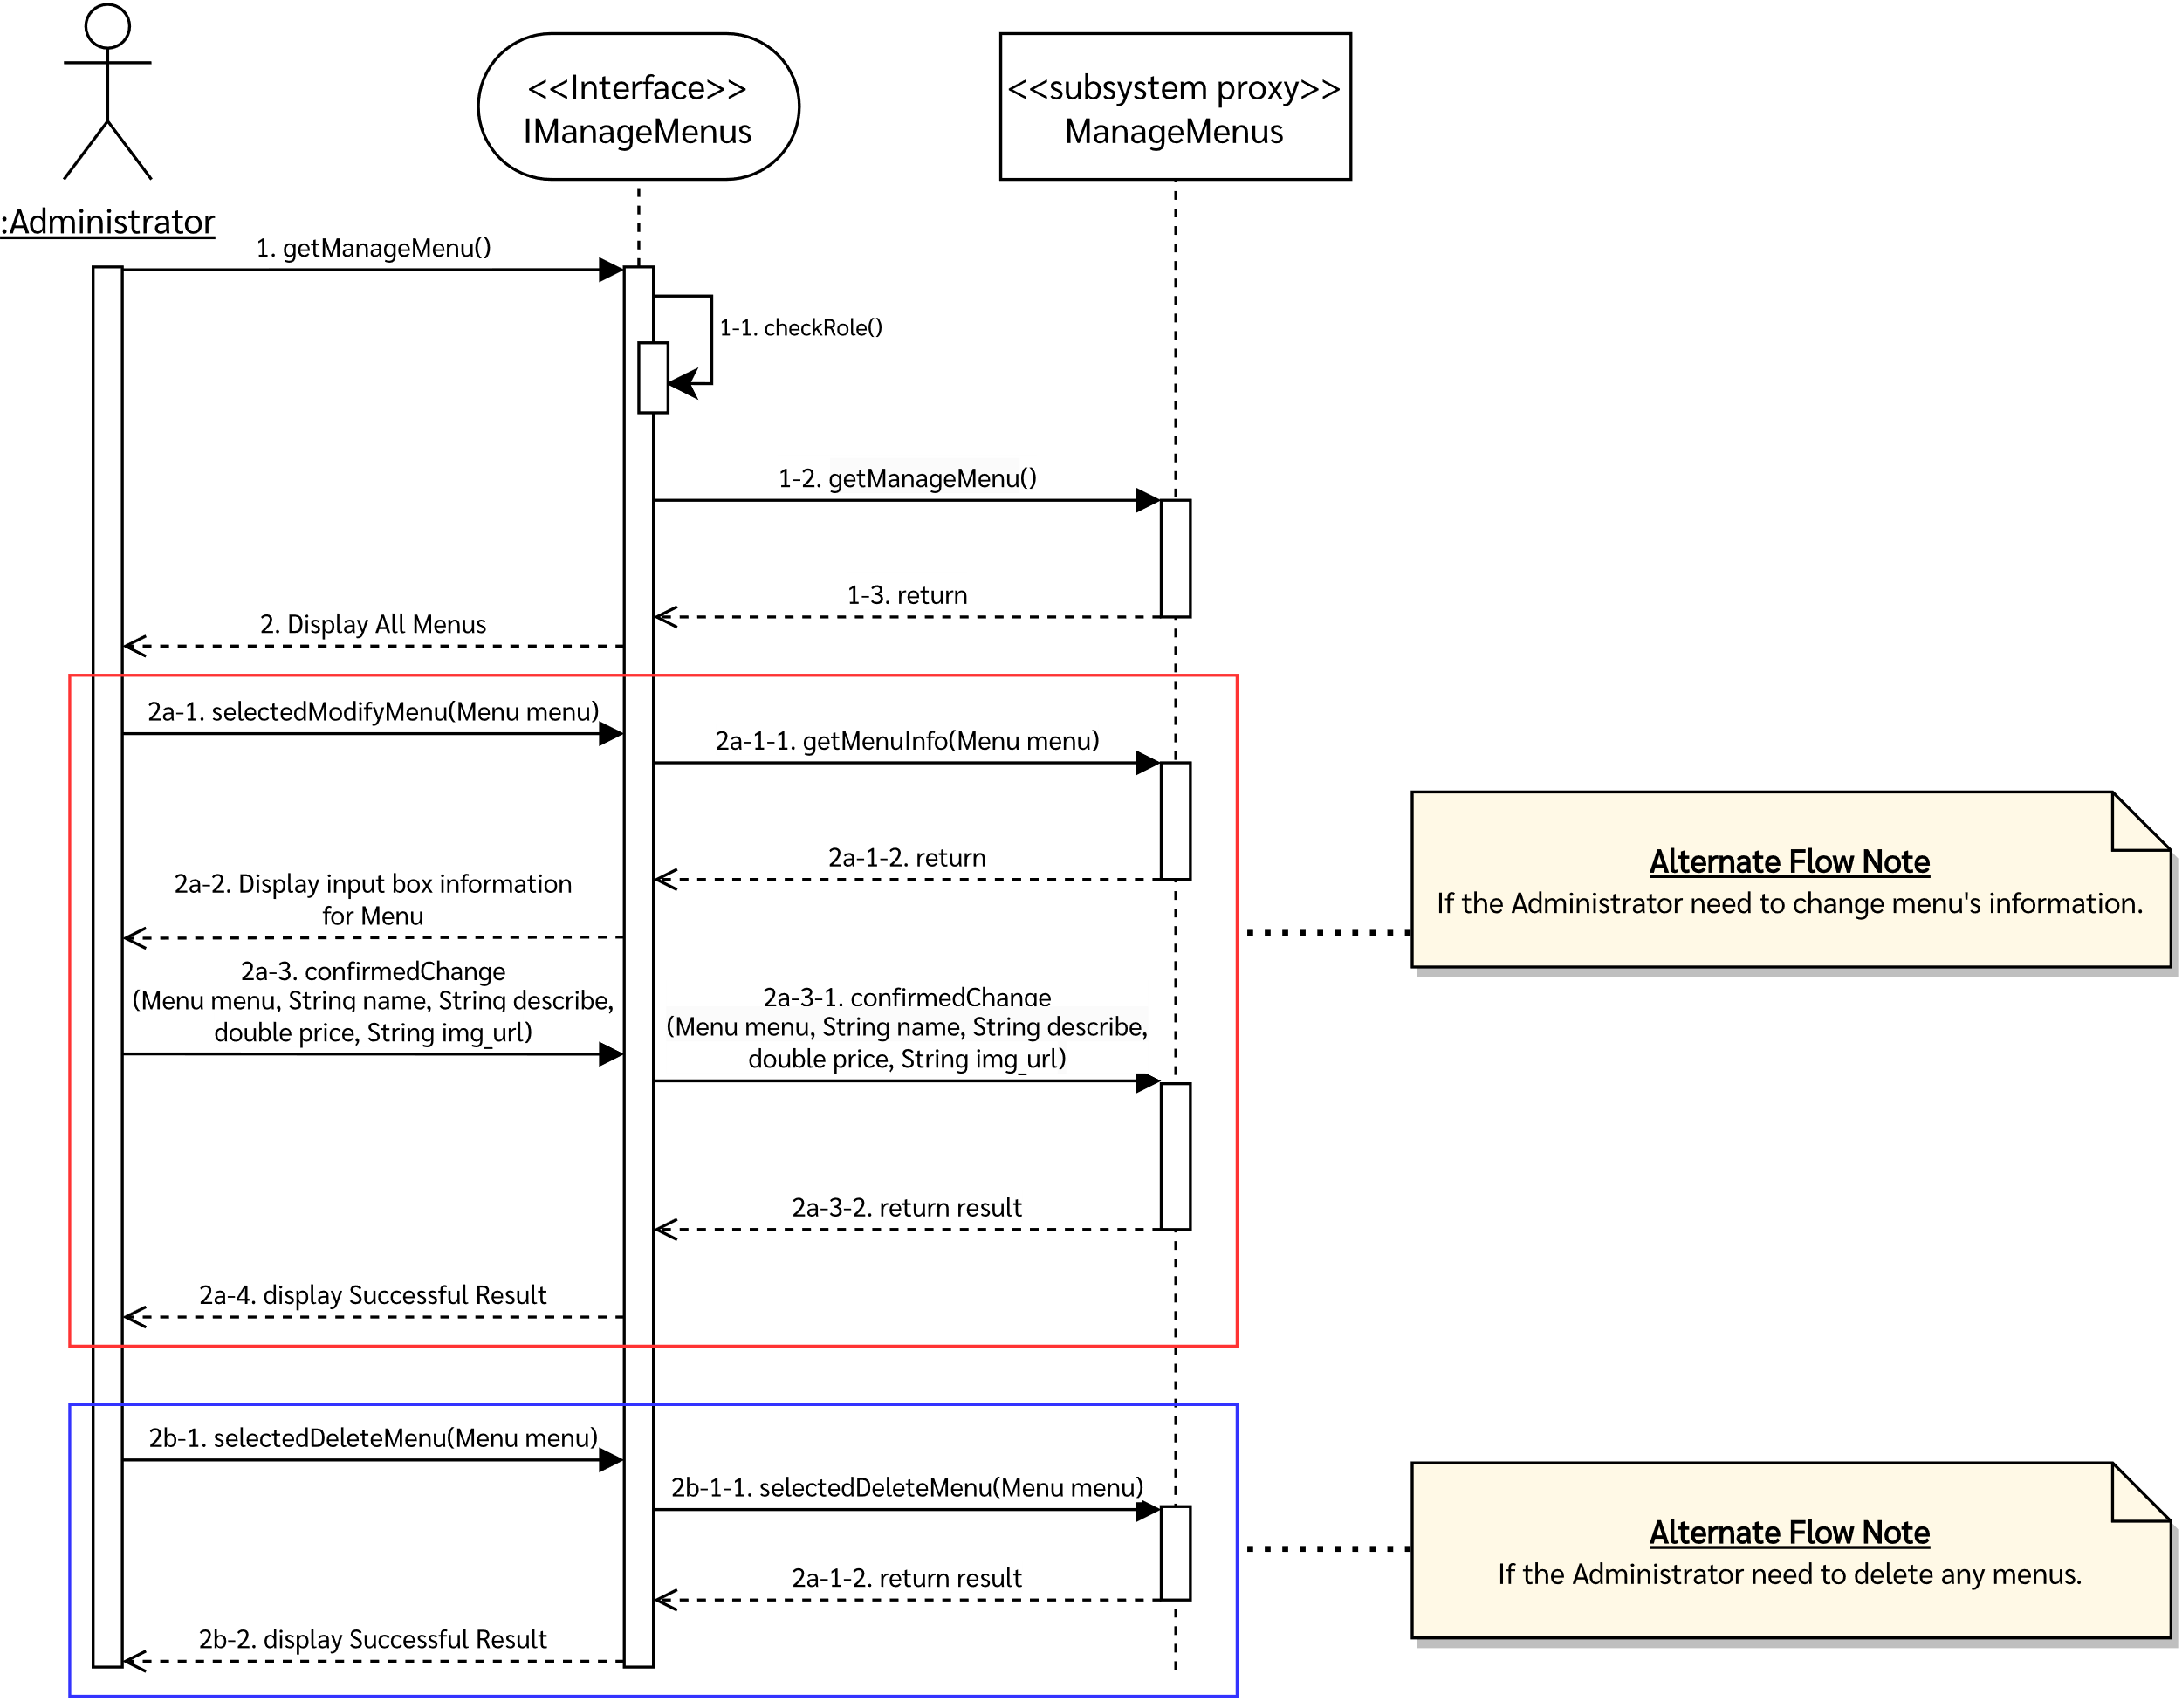 <<Interface>>
IManageMenus
<<subsystem proxy>>
ManageMenus
:Administrator
1. getManageMenu()
1-1. checkRole()
1-2. getManageMenu()
1-3. return
2. Display All Menus
2a-1. selectedModifyMenu(Menu menu)
2a-1-1. getMenuInfo(Menu menu)
2a-1-2. return
2a-2. Display input box information
for Menu
2a-3. confirmedChange
(Menu menu, String name, String describe,
double price, String img_url)
2a-3-1. confirmedChange
(Menu menu, String name, String describe,
double price, String img_url)
2a-3-2. return result
2a-4. display Successful Result
Alternate Flow Note
If the Administrator need to change menu's information.
2b-1. selectedDeleteMenu(Menu menu)
2b-1-1. selectedDeleteMenu(Menu menu)
2a-1-2. return result
2b-2. display Successful Result
Alternate Flow Note
If the Administrator need to delete any menus.